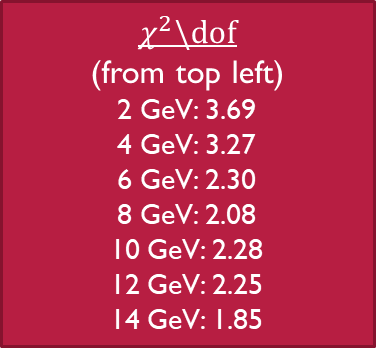 χ²\dof
(from top left)
2 GeV: 3.69
4 GeV: 3.27
6 GeV: 2.30
8 GeV: 2.08
10 GeV: 2.28
12 GeV: 2.25
14 GeV: 1.85